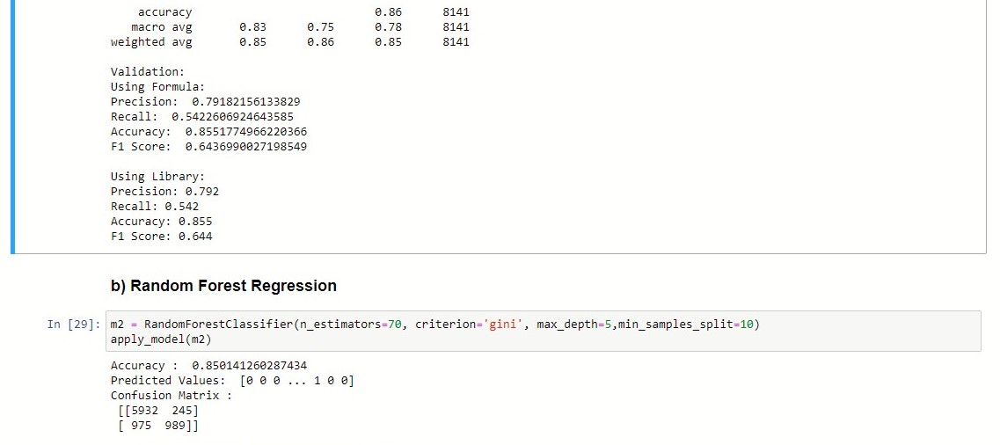 accuracy 0.86 8141
macro avg 0.83 0.75 0.78 8141
weighted avg 0.85 0.86 0.85 8141
Validation:
Using Formula:
Precision: 0.79182156133829
Recall: 0.5422606924643585
Accuracy: 0.8551774966220366
F1 Score: 0.6436990027198549
Using Library:
Precision: 0.792
Recall: 0.542
Accuracy: 0.855
F1 Score: 0.644
b) Random Forest Regression
In [29]: m2 = RandomForestClassifier(n_estimators=70, criterion='gini', max_depth=5,min_samples_split=10)
apply_model(m2)
Accuracy : 0.850141260287434
Predicted Values: [0 0 0 ... 1 0 0]
Confusion Matrix :
[[5932 245]
[ 975 989]]